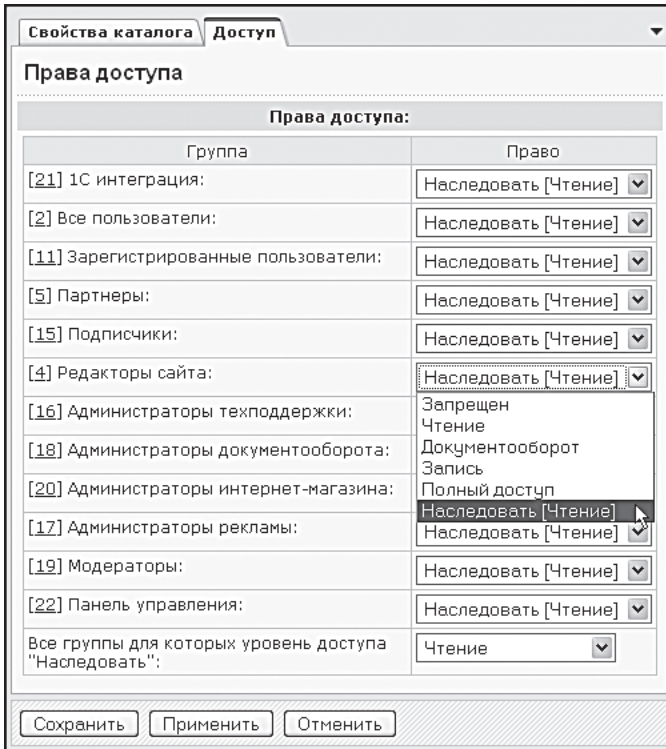 Свойства каталога Доступ
Права доступа
Права доступа:
Группа Право
[21] 1С интеграция: Наследовать [Чтение]
[2] Все пользователи: Наследовать [Чтение]
[11] Зарегистрированные пользователи: Наследовать [Чтение]
[5] Партнеры: Наследовать [Чтение]
[15] Подписчики: Наследовать [Чтение]
[4] Редакторы сайта: Наследовать [Чтение]
Запрещен
[16] Администраторы техподдержки: Чтение
Документооборот
[18] Администраторы документооборота: Запись
[20] Администраторы интернет-магазина: Полный доступ
Наследовать [Чтение]
[17] Администраторы рекламы: Наследовать [Чтение]
[19] Модераторы: Наследовать [Чтение]
[22] Панель управления: Наследовать [Чтение]
Все группы для которых уровень доступа Чтение
"Наследовать":
Сохранить Применить Отменить